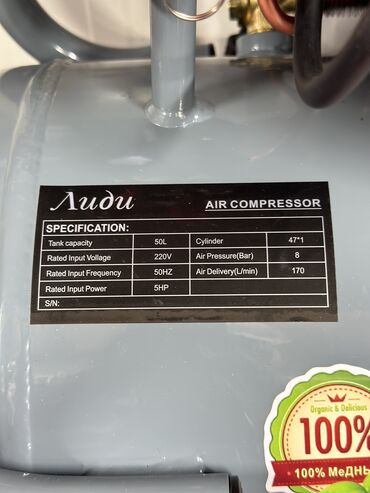 Лиди AIR COMPRESSOR
SPECIFICATION:
Tank capacity 50L Cylinder 47*1
Rated Input Voltage 220V Air Pressure(Bar) 8
Rated Input Frequency 50HZ Air Delivery(L/min) 170
Rated Input Power 5HP
S/N:
Organic & Delicious
100%
100% МеДНЫ